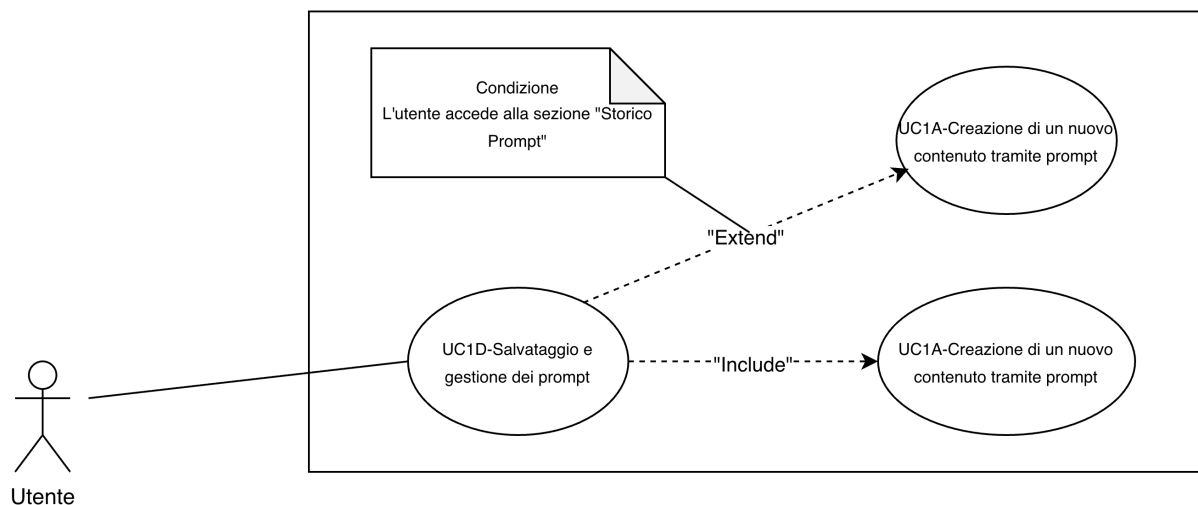 Condizione
L'utente accede alla sezione "Storico
Prompt"
UC1A-Creazione di un nuovo
contenuto tramite prompt
"Extend"
UC1D-Salvataggio e
gestione dei prompt
"Include"
UC1A-Creazione di un nuovo
contenuto tramite prompt
Utente